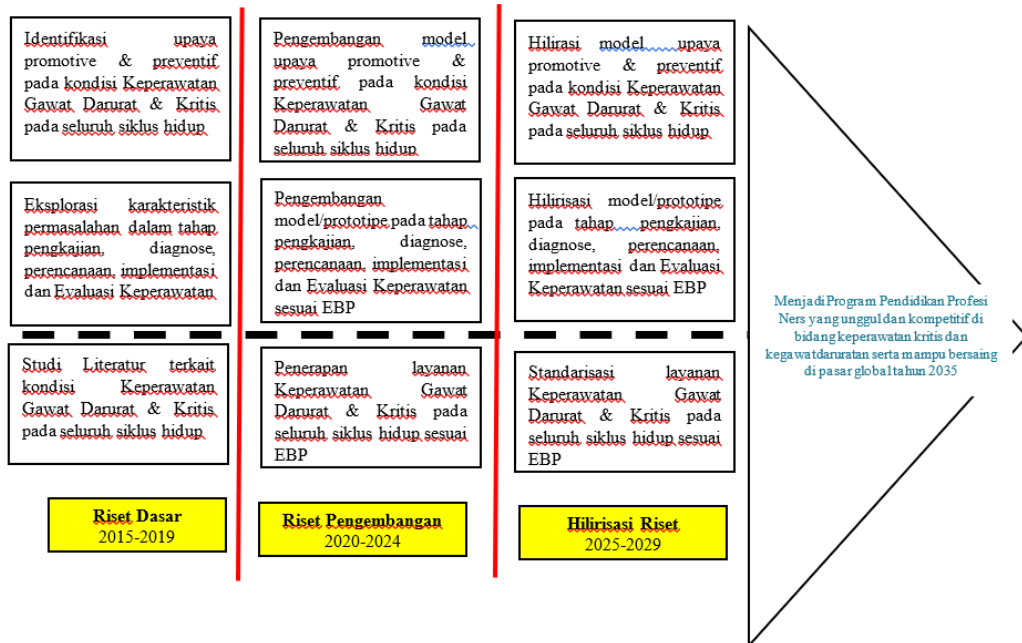 Identifikasi upaya
promotive & preventif
pada kondisi Keperawatan
Gawat Darurat & Kritis
pada seluruh siklus hidup
Pengembangan model
upaya promotive &
preventif pada kondisi
Keperawatan Gawat
Darurat & Kritis pada
seluruh siklus hidup
Hilirasi model upaya
promotive & preventif
pada kondisi Keperawatan
Gawat Darurat & Kritis
pada seluruh siklus hidup
Eksplorasi karakteristik
permasalahan dalam tahap
pengkajian, diagnose,
perencanaan, implementasi
dan Evaluasi Keperawatan
Pengembangan
model/prototipe pada tahap
pengkajian, diagnose,
perencanaan, implementasi
dan Evaluasi Keperawatan
sesuai EBP
Hilirisasi model/prototipe
pada tahap pengkajian,
diagnose, perencanaan,
implementasi dan Evaluasi
Keperawatan sesuai EBP
Studi Literatur terkait
kondisi Keperawatan
Gawat Darurat & Kritis
pada seluruh siklus hidup
Penerapan layanan
Keperawatan Gawat
Darurat & Kritis pada
seluruh siklus hidup sesuai
EBP
Standarisasi layanan
Keperawatan Gawat
Darurat & Kritis pada
seluruh siklus hidup sesuai
EBP
Riset Dasar
2015-2019
Riset Pengembangan
2020-2024
Hilirisasi Riset
2025-2029
Menjadi Program Pendidikan Profesi
Ners yang unggul dan kompetitif di
bidang keperawatan kritis dan
kegawatdaruratan serta mampu bersaing
di pasar global tahun 2035